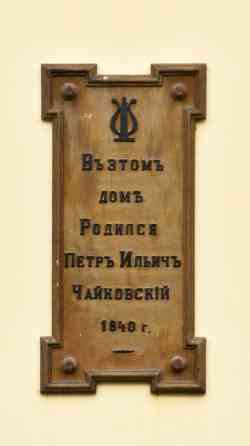 Въ этомъ
домѣ
Родился
Петръ Ильичъ
Чайковскій
1840 г.